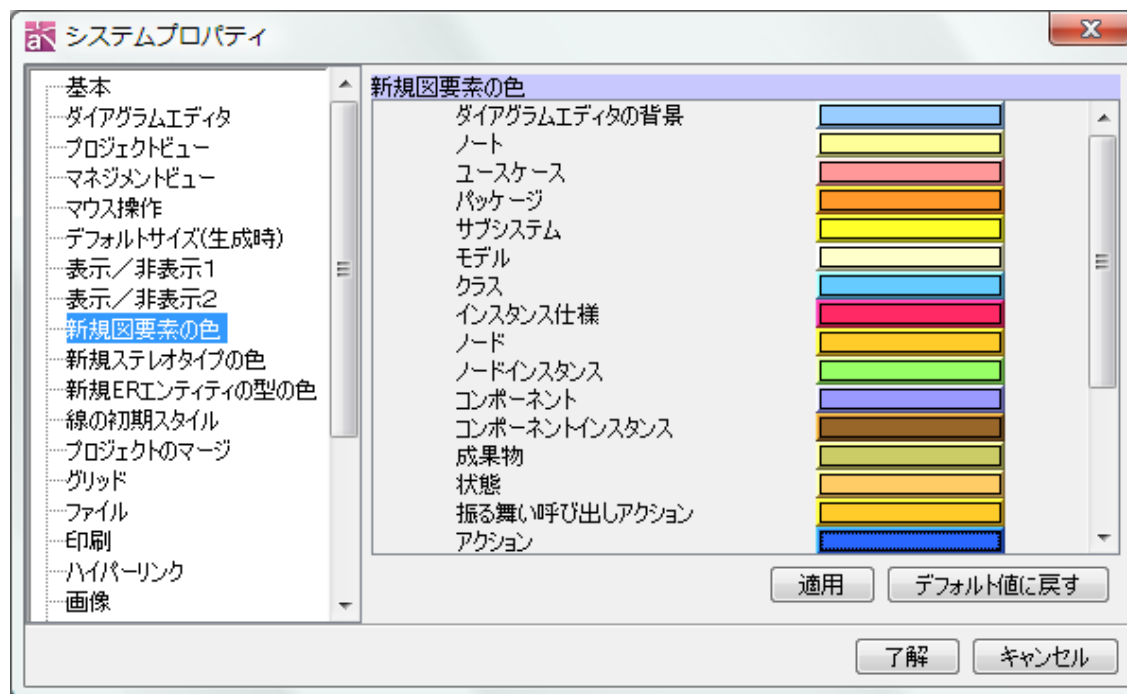 システムプロパティ
基本
ダイアグラムエディタ
プロジェクトビュー
マネジメントビュー
マウス操作
デフォルトサイズ(生成時)
表示／非表示1
表示／非表示2
新規図要素の色
新規ステレオタイプの色
新規ERエンティティの型の色
線の初期スタイル
プロジェクトのマージ
グリッド
ファイル
印刷
ハイパーリンク
画像
新規図要素の色
ダイアグラムエディタの背景
ノート
ユースケース
パッケージ
サブシステム
モデル
クラス
インスタンス仕様
ノード
ノードインスタンス
コンポーネント
コンポーネントインスタンス
成果物
状態
振る舞い呼び出しアクション
アクション
適用
デフォルト値に戻す
了解
キャンセル